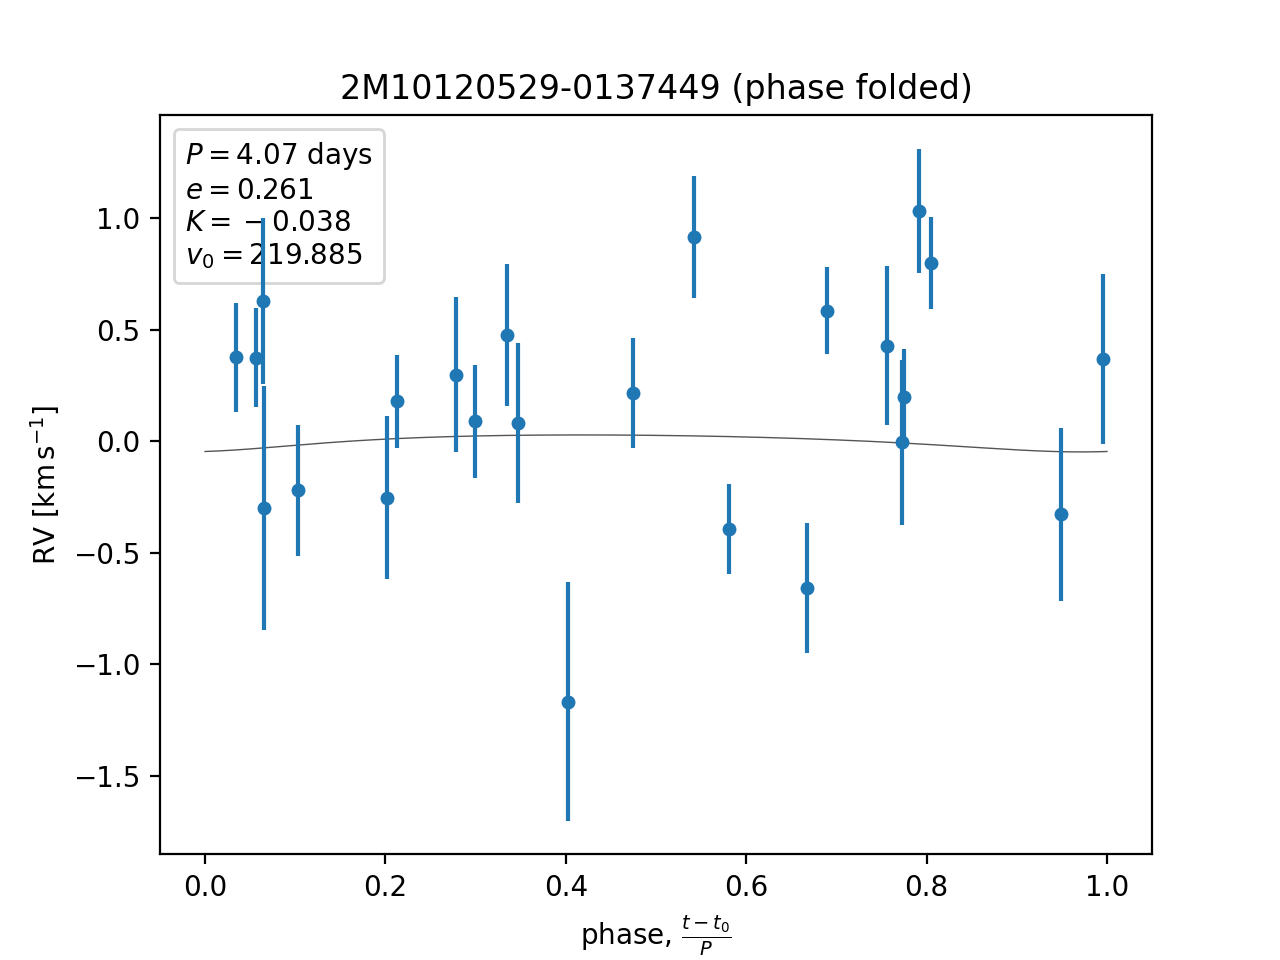 2M10120529-0137449 (phase folded)
P = 4.07 days
e = 0.261
K = −0.038
v₀ = 219.885
1.0
0.5
0.0
−0.5
−1.0
−1.5
RV [km s⁻¹]
0.0 0.2 0.4 0.6 0.8 1.0
phase, (t − t₀)/P